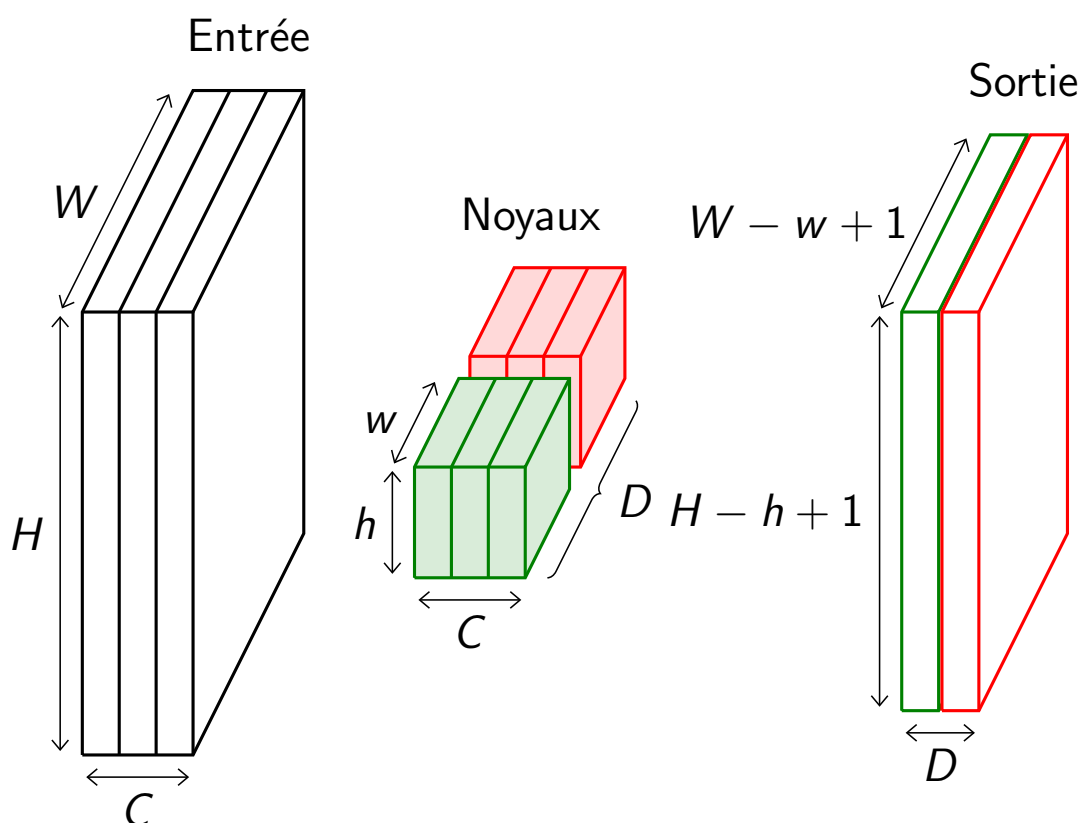 Entrée
W
H
C
Noyaux
w
h
C
D
Sortie
W − w + 1
H − h + 1
D